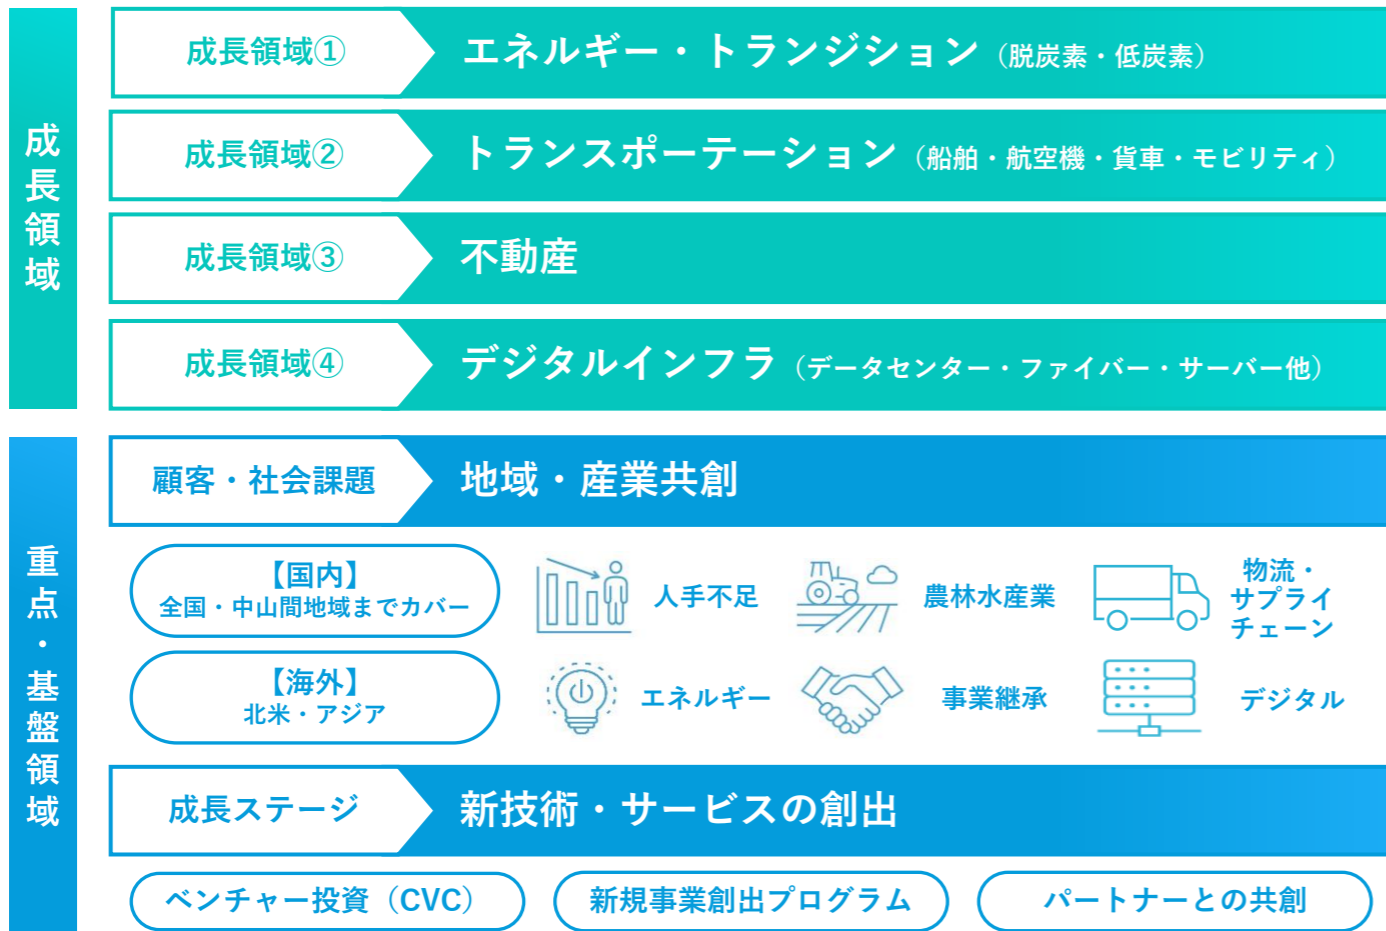 成長領域
成長領域①
エネルギー・トランジション（脱炭素・低炭素）
成長領域②
トランスポーテーション（船舶・航空機・貨車・モビリティ）
成長領域③
不動産
成長領域④
デジタルインフラ（データセンター・ファイバー・サーバー他）
重点・基盤領域
顧客・社会課題
地域・産業共創
【国内】
全国・中山間地域までカバー
人手不足
農林水産業
物流・
サプライ
チェーン
【海外】
北米・アジア
エネルギー
事業継承
デジタル
成長ステージ
新技術・サービスの創出
ベンチャー投資（CVC）
新規事業創出プログラム
パートナーとの共創